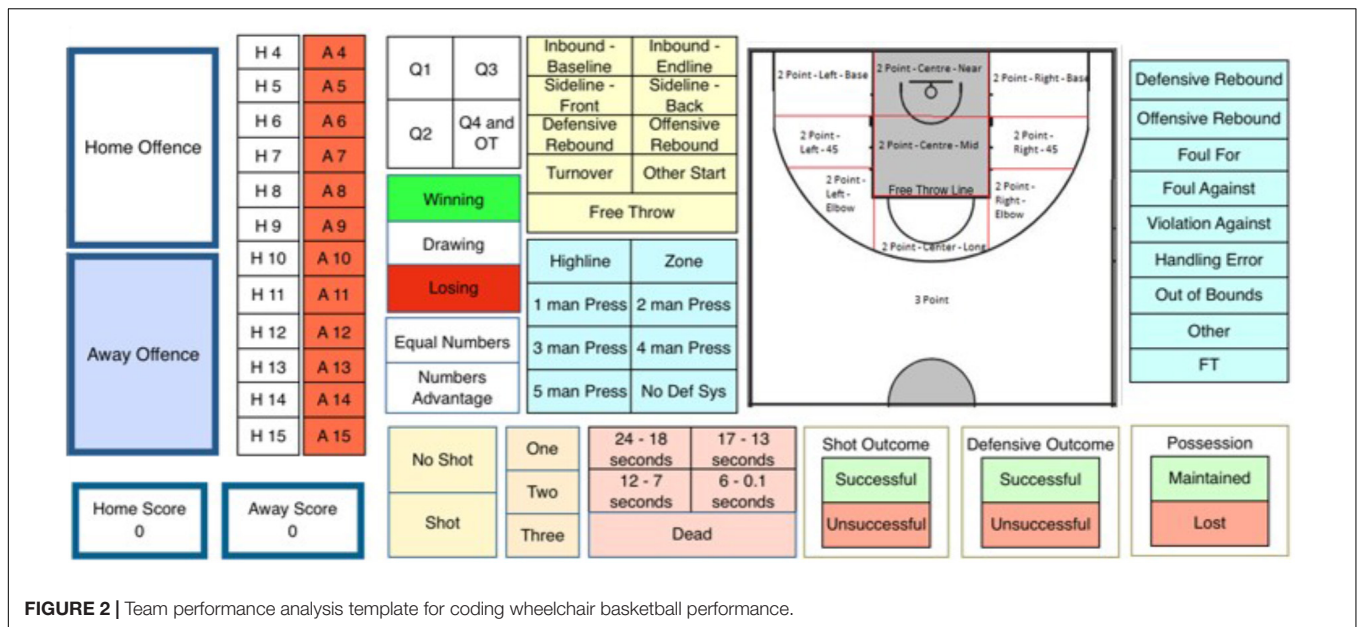 Home Offence
Away Offence
Home Score
0
Away Score
0
H 4
A 4
H 5
A 5
H 6
A 6
H 7
A 7
H 8
A 8
H 9
A 9
H 10
A 10
H 11
A 11
H 12
A 12
H 13
A 13
H 14
A 14
H 15
A 15
Q1
Q3
Q2
Q4 and
OT
Winning
Drawing
Losing
Equal Numbers
Numbers
Advantage
Inbound -
Baseline
Inbound -
Endline
Sideline -
Front
Sideline -
Back
Defensive
Rebound
Offensive
Rebound
Turnover
Other Start
Free Throw
Highline
Zone
1 man Press
2 man Press
3 man Press
4 man Press
5 man Press
No Def Sys
No Shot
Shot
One
Two
Three
24 - 18
seconds
17 - 13
seconds
12 - 7
seconds
6 - 0.1
seconds
Dead
2 Point - Left - Base
2 Point - Centre - Near
2 Point - Right - Base
2 Point -
Left - 45
2 Point - Centre - Mid
2 Point -
Right - 45
2 Point -
Left -
Elbow
Free Throw Line
2 Point -
Right -
Elbow
2 Point - Center - Long
3 Point
Defensive Rebound
Offensive Rebound
Foul For
Foul Against
Violation Against
Handling Error
Out of Bounds
Other
FT
Shot Outcome
Successful
Unsuccessful
Defensive Outcome
Successful
Unsuccessful
Possession
Maintained
Lost
FIGURE 2 | Team performance analysis template for coding wheelchair basketball performance.